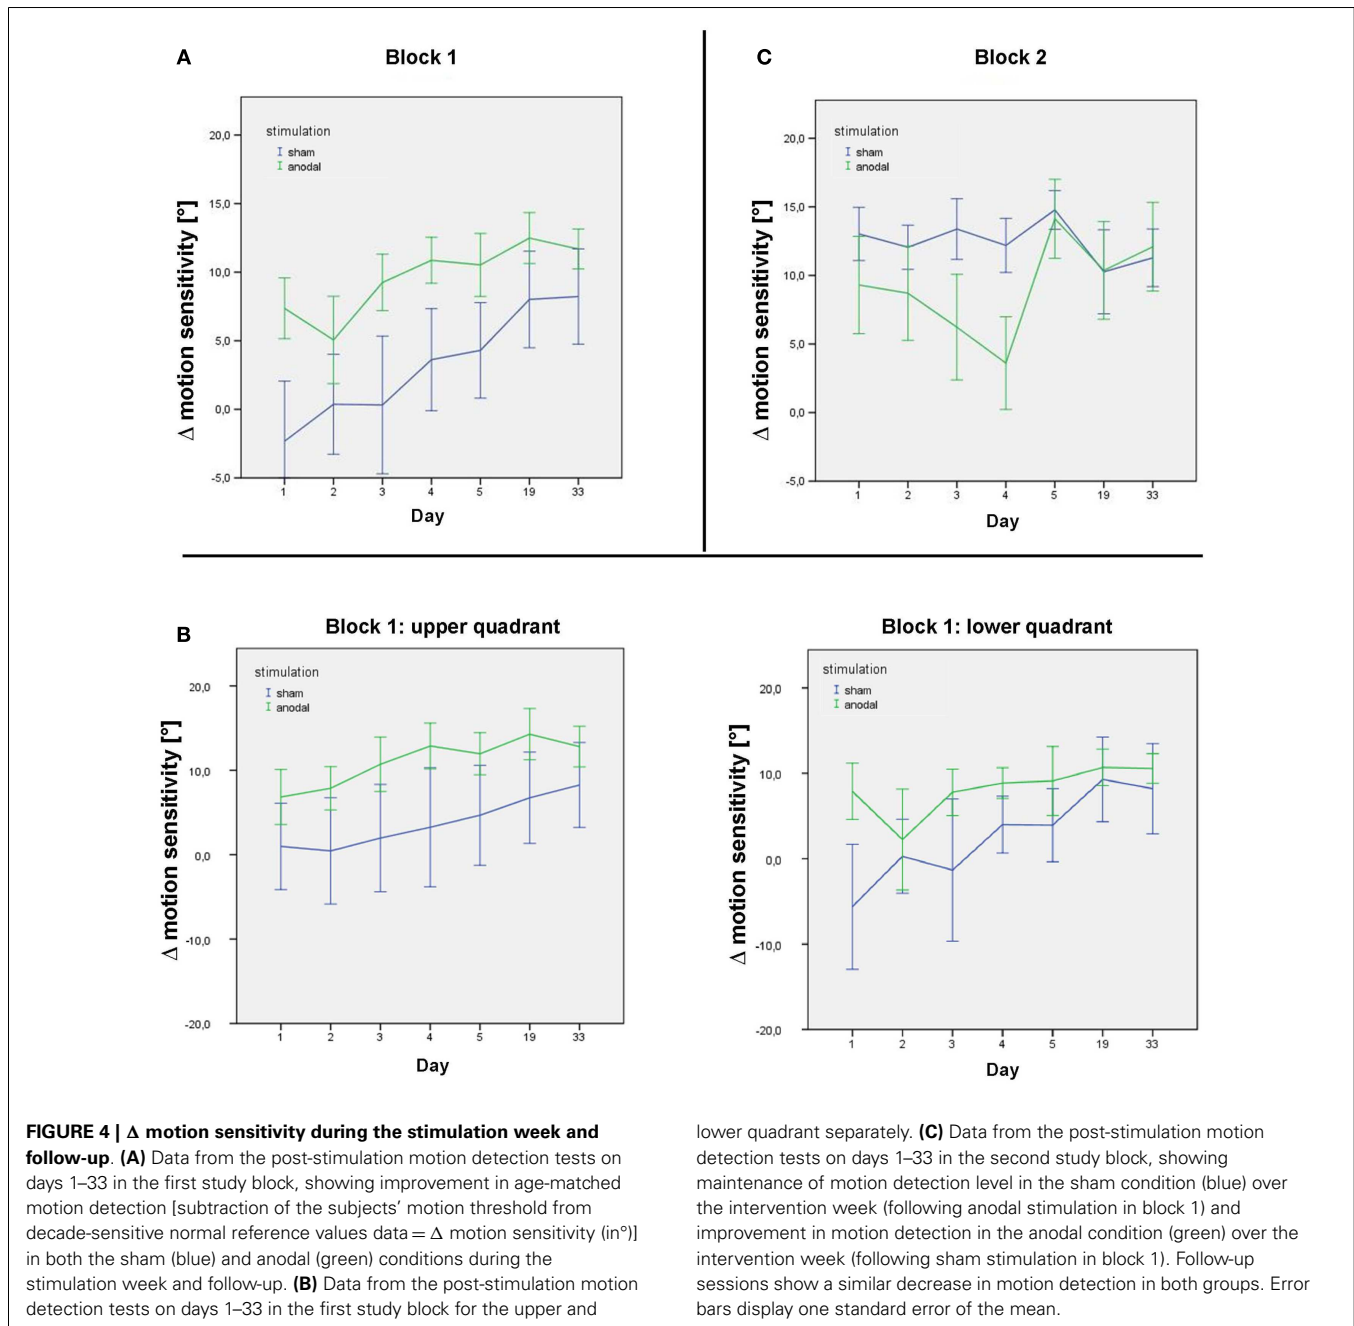 A
Block 1
stimulation
sham
anodal
20,0
15,0
10,0
5,0
0,0
-5,0
Δ motion sensitivity [°]
1 2 3 4 5 19 33
Day
C
Block 2
stimulation
sham
anodal
20,0
15,0
10,0
5,0
0,0
-5,0
Δ motion sensitivity [°]
1 2 3 4 5 19 33
Day
B
Block 1: upper quadrant
stimulation
sham
anodal
20,0
10,0
0,0
-10,0
-20,0
Δ motion sensitivity [°]
1 2 3 4 5 19 33
Day
Block 1: lower quadrant
stimulation
sham
anodal
20,0
10,0
0,0
-10,0
-20,0
Δ motion sensitivity [°]
1 2 3 4 5 19 33
Day
FIGURE 4 | Δ motion sensitivity during the stimulation week and
follow-up. (A) Data from the post-stimulation motion detection tests on
days 1–33 in the first study block, showing improvement in age-matched
motion detection [subtraction of the subjects' motion threshold from
decade-sensitive normal reference values data = Δ motion sensitivity (in°)]
in both the sham (blue) and anodal (green) conditions during the
stimulation week and follow-up. (B) Data from the post-stimulation motion
detection tests on days 1–33 in the first study block for the upper and
lower quadrant separately. (C) Data from the post-stimulation motion
detection tests on days 1–33 in the second study block, showing
maintenance of motion detection level in the sham condition (blue) over
the intervention week (following anodal stimulation in block 1) and
improvement in motion detection in the anodal condition (green) over the
intervention week (following sham stimulation in block 1). Follow-up
sessions show a similar decrease in motion detection in both groups. Error
bars display one standard error of the mean.